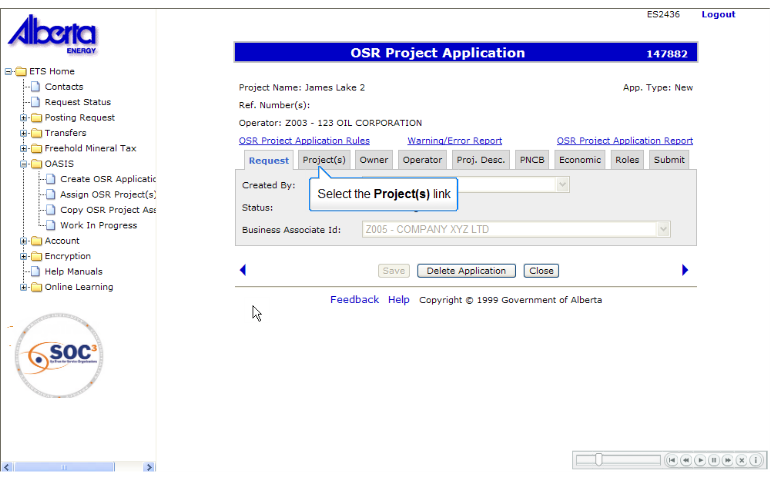 ES2436 Logout
Alberta
ENERGY
OSR Project Application 147882
ETS Home
Contacts
Request Status
Posting Request
Transfers
Freehold Mineral Tax
OASIS
Create OSR Applicatic
Assign OSR Project(s)
Copy OSR Project Ass
Work In Progress
Account
Encryption
Help Manuals
Online Learning
Project Name: James Lake 2 App. Type: New
Ref. Number(s):
Operator: Z003 - 123 OIL CORPORATION
OSR Project Application Rules Warning/Error Report OSR Project Application Report
Request Project(s) Owner Operator Proj. Desc. PNCB Economic Roles Submit
Created By:
Select the Project(s) link
Status:
Business Associate Id: Z005 - COMPANY XYZ LTD
Save Delete Application Close
Feedback Help Copyright © 1999 Government of Alberta
SOC3